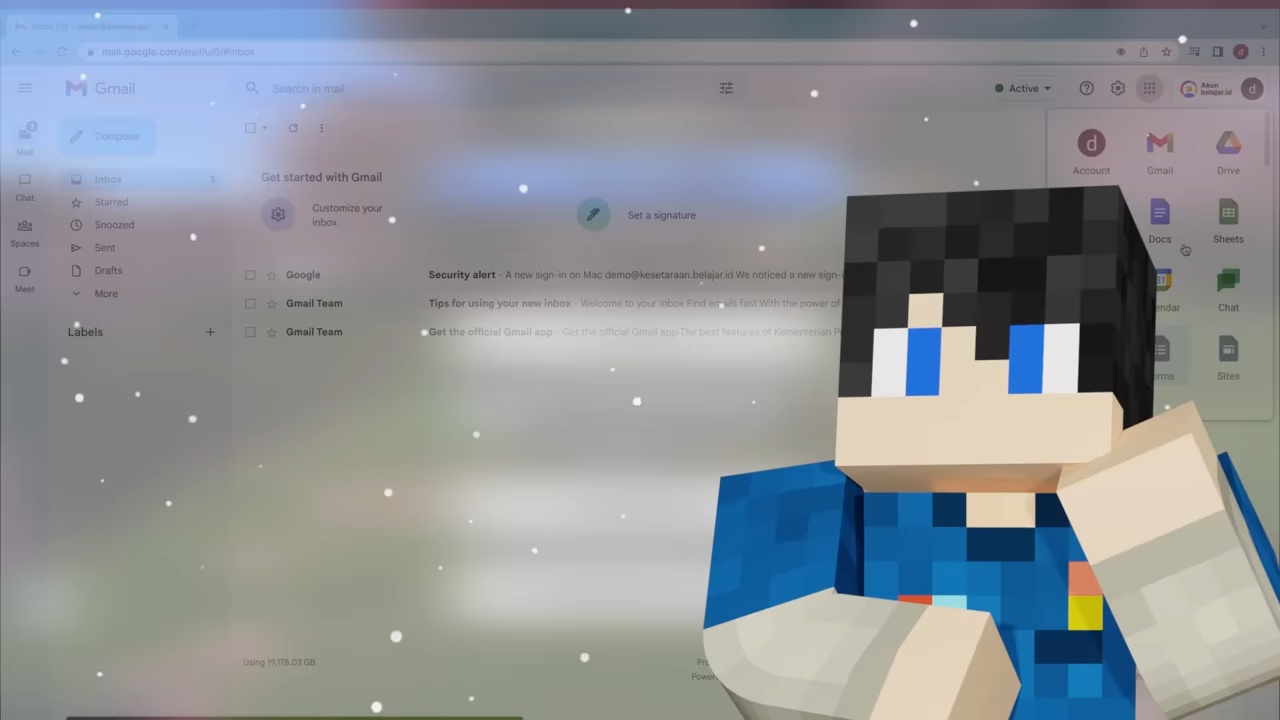 mail.google.com/mail/u/0/#inbox
Gmail
Search in mail
Active
Akun
belajar.id
d
d
Mail
3
Compose
Account
Gmail
Drive
Get started with Gmail
Inbox
3
Chat
Starred
Customize your
inbox
Set a signature
Snoozed
Docs
Sheets
Spaces
Sent
Meet
Drafts
Google
Security alert - A new sign-in on Mac demo@kesetaraan.belajar.id We noticed a new sign-
More
Gmail Team
Tips for using your new inbox - Welcome to your inbox Find emails fast With the power of
Chat
Labels
Gmail Team
Get the official Gmail app - Get the official Gmail app The best features of Kementerian
Sites
Using 19,178.03 GB